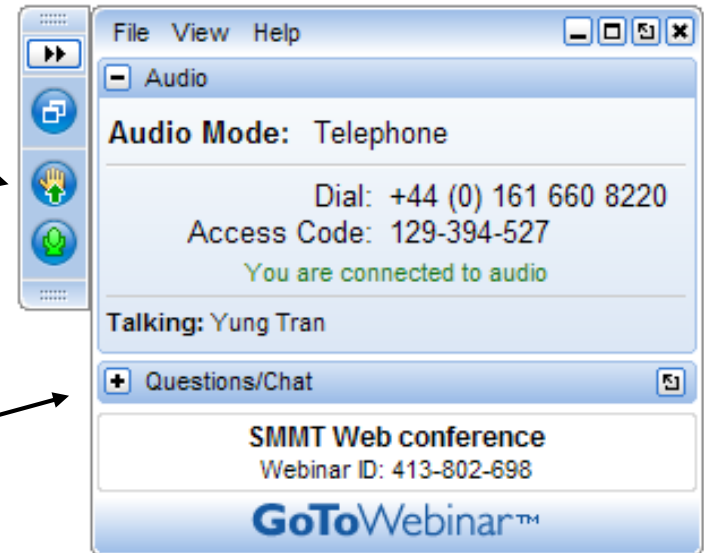 File View Help
Audio
Audio Mode: Telephone
Dial: +44 (0) 161 660 8220
Access Code: 129-394-527
You are connected to audio
Talking: Yung Tran
Questions/Chat
SMMT Web conference
Webinar ID: 413-802-698
GoToWebinar™